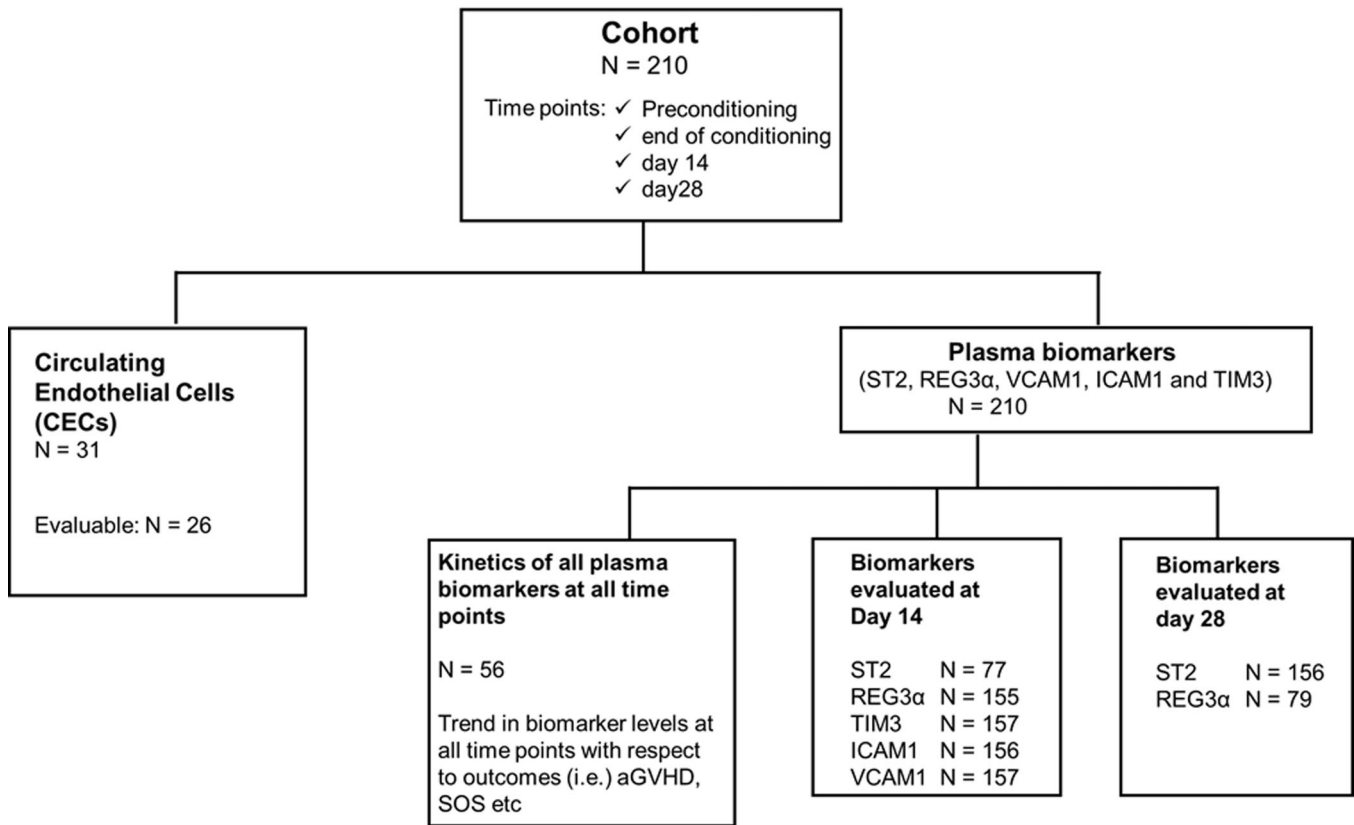 Cohort
N = 210
Time points: ✓ Preconditioning
✓ end of conditioning
✓ day 14
✓ day28
Circulating
Endothelial Cells
(CECs)
N = 31
Evaluable: N = 26
Plasma biomarkers
(ST2, REG3α, VCAM1, ICAM1 and TIM3)
N = 210
Kinetics of all plasma
biomarkers at all time
points
N = 56
Trend in biomarker levels at
all time points with respect
to outcomes (i.e.) aGVHD,
SOS etc
Biomarkers
evaluated at
Day 14
ST2 N = 77
REG3α N = 155
TIM3 N = 157
ICAM1 N = 156
VCAM1 N = 157
Biomarkers
evaluated at
day 28
ST2 N = 156
REG3α N = 79